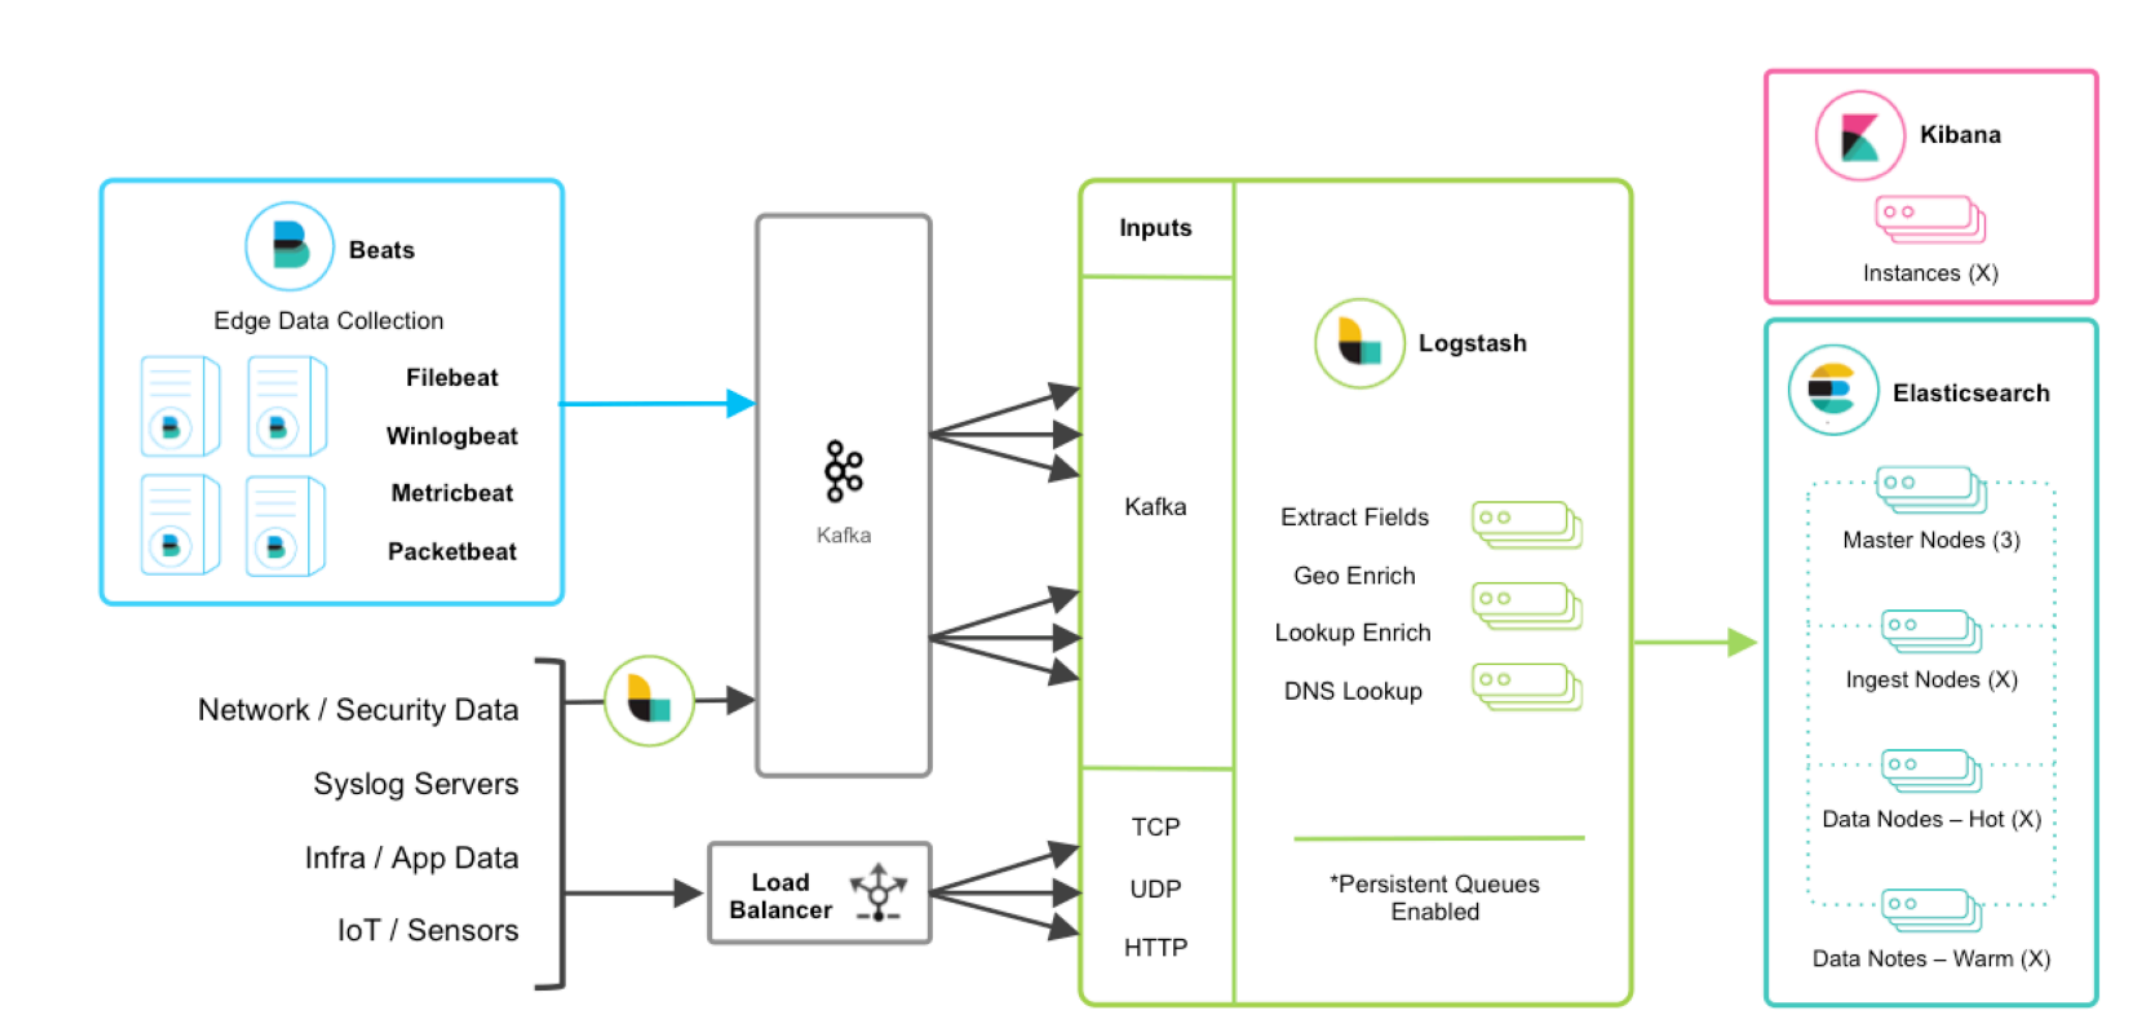 Beats
Edge Data Collection
Filebeat
Winlogbeat
Metricbeat
Packetbeat
Network / Security Data
Syslog Servers
Infra / App Data
IoT / Sensors
Kafka
Load
Balancer
Inputs
Kafka
TCP
UDP
HTTP
Logstash
Extract Fields
Geo Enrich
Lookup Enrich
DNS Lookup
*Persistent Queues
Enabled
Kibana
Instances (X)
Elasticsearch
Master Nodes (3)
Ingest Nodes (X)
Data Nodes – Hot (X)
Data Notes – Warm (X)